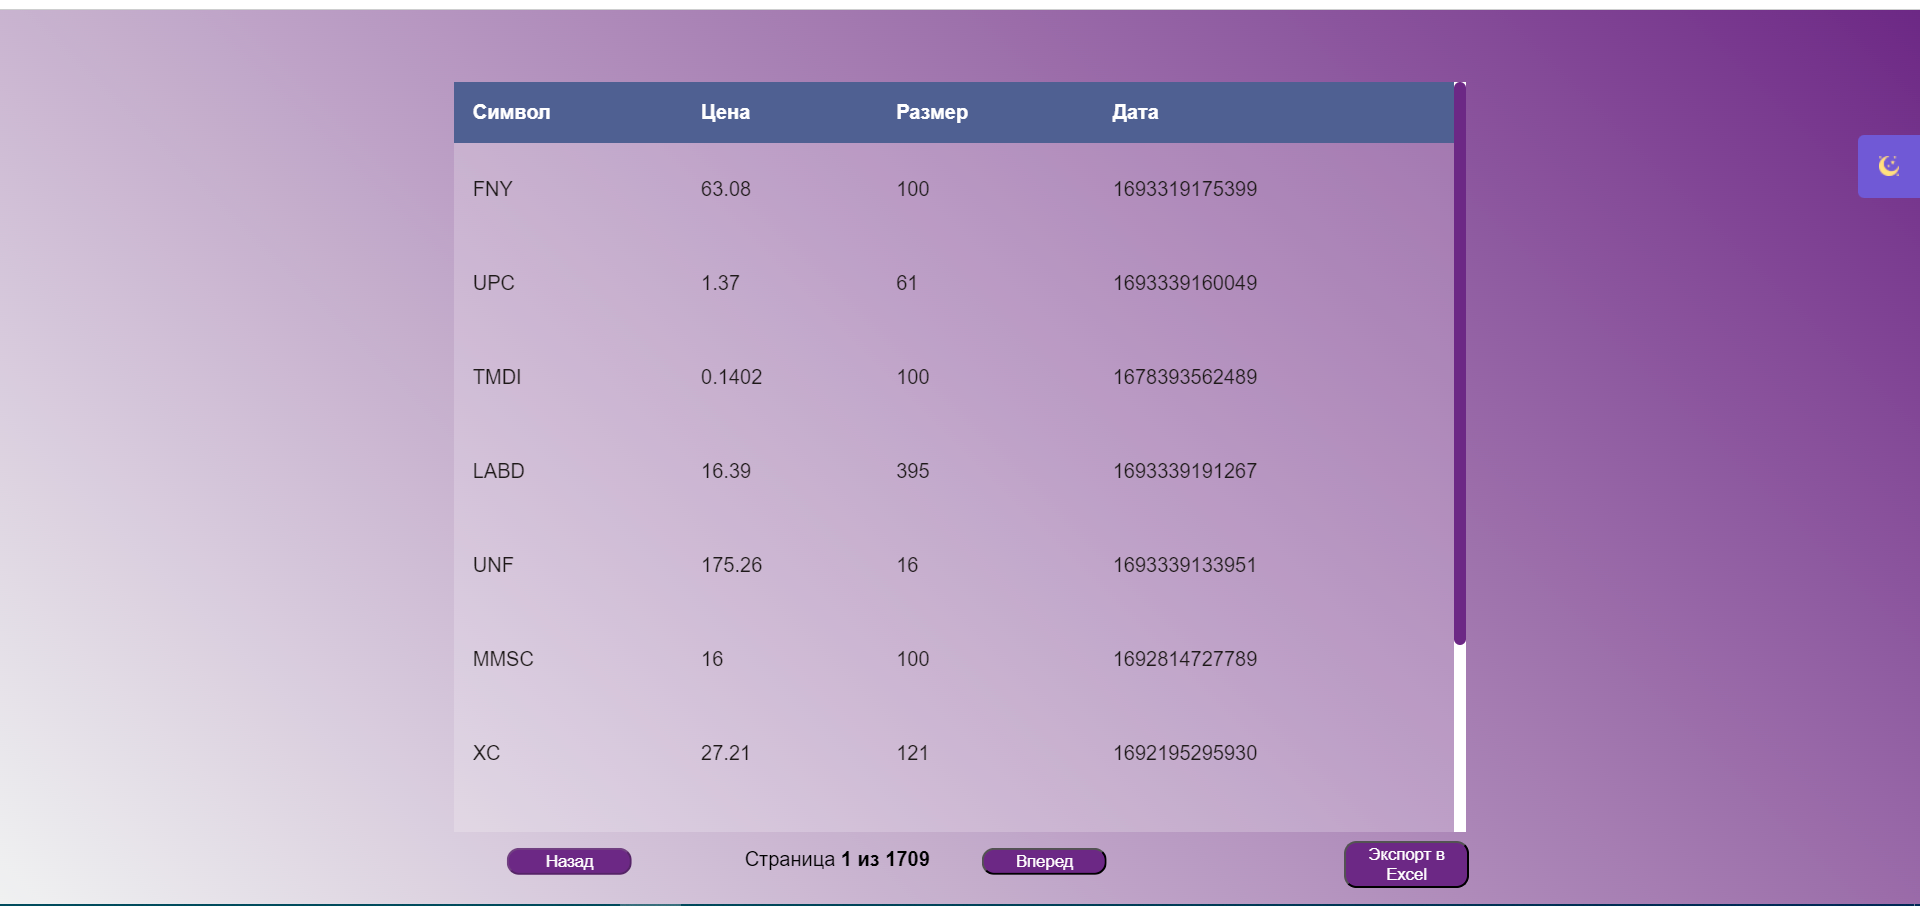 Символ Цена Размер Дата
FNY 63.08 100 1693319175399
UPC 1.37 61 1693339160049
TMDI 0.1402 100 1678393562489
LABD 16.39 395 1693339191267
UNF 175.26 16 1693339133951
MMSC 16 100 1692814727789
XC 27.21 121 1692195295930
Назад Страница 1 из 1709 Вперед
Экспорт в
Excel